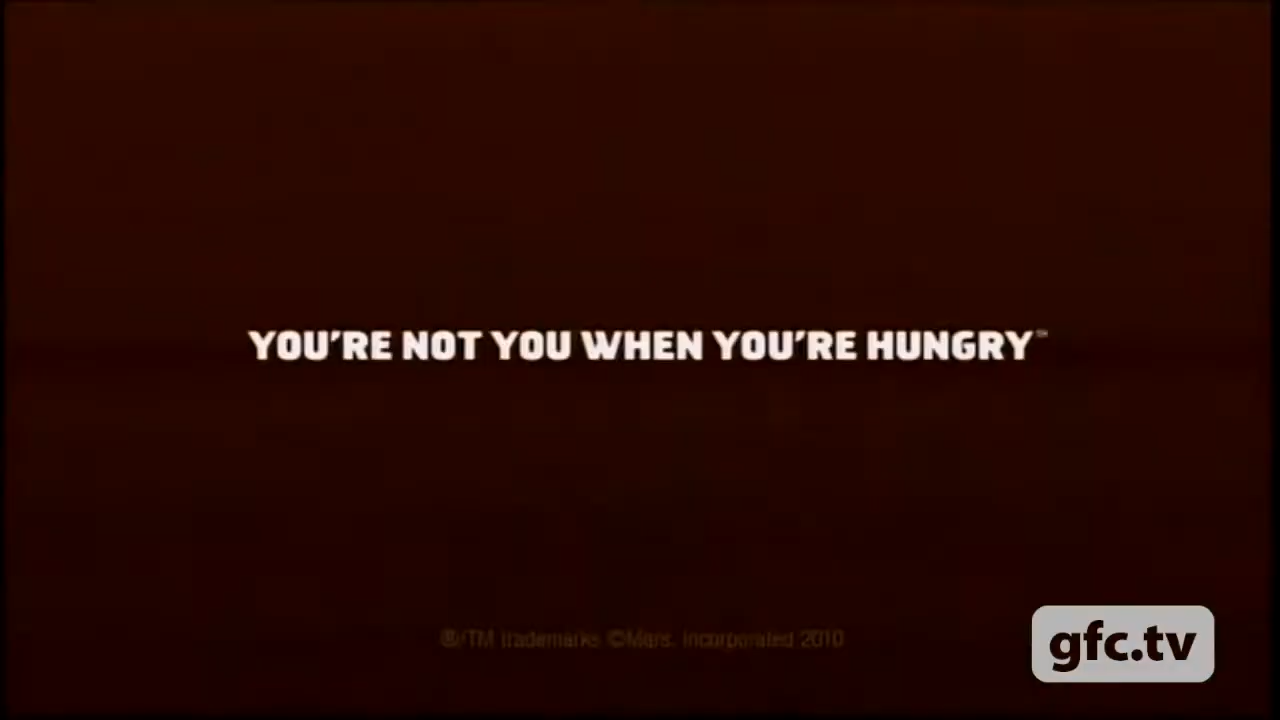 YOU'RE NOT YOU WHEN YOU'RE HUNGRY™
®/TM trademarks ©Mars, Incorporated 2010
gfc.tv